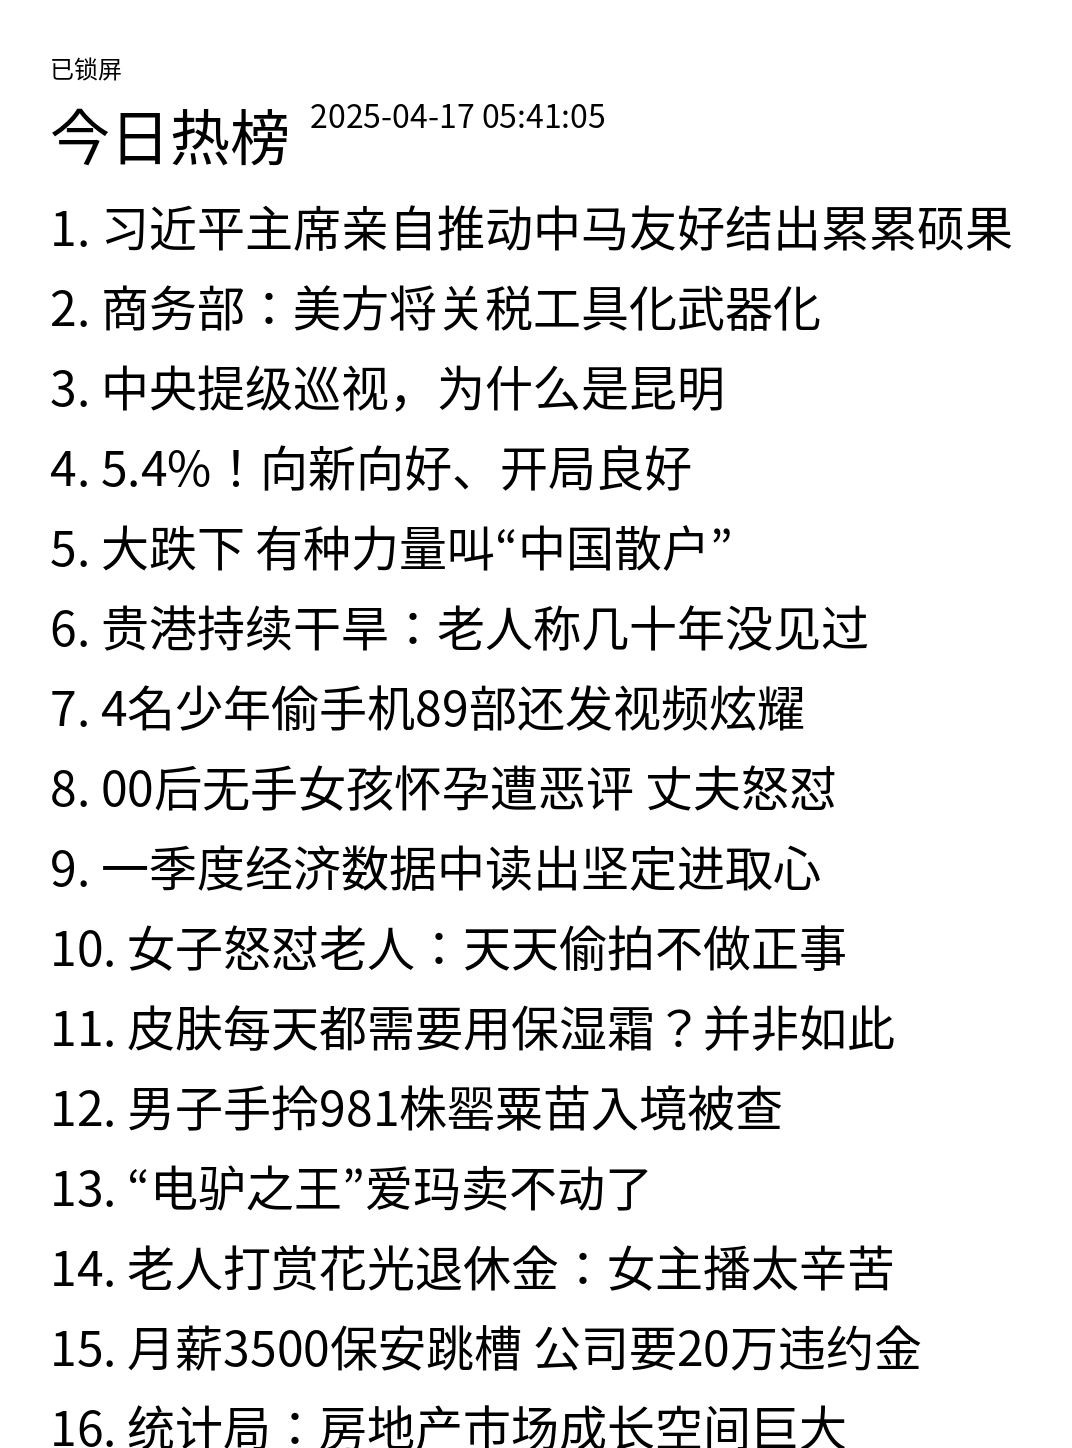 已锁屏
今日热榜 2025-04-17 05:41:05
1. 习近平主席亲自推动中马友好结出累累硕果
2. 商务部：美方将关税工具化武器化
3. 中央提级巡视，为什么是昆明
4. 5.4%！向新向好、开局良好
5. 大跌下 有种力量叫“中国散户”
6. 贵港持续干旱：老人称几十年没见过
7. 4名少年偷手机89部还发视频炫耀
8. 00后无手女孩怀孕遭恶评 丈夫怒怼
9. 一季度经济数据中读出坚定进取心
10. 女子怒怼老人：天天偷拍不做正事
11. 皮肤每天都需要用保湿霜？并非如此
12. 男子手拎981株罂粟苗入境被查
13. “电驴之王”爱玛卖不动了
14. 老人打赏花光退休金：女主播太辛苦
15. 月薪3500保安跳槽 公司要20万违约金
16. 统计局：房地产市场成长空间巨大